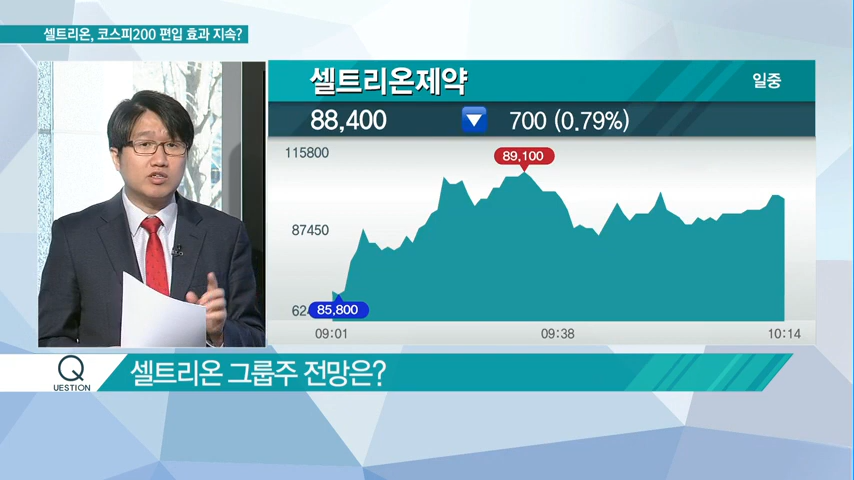 셀트리온, 코스피200 편입 효과 지속?
셀트리온제약
일중
88,400 ▼ 700 (0.79%)
115800
89,100
87450
85,800
09:01 09:38 10:14
QUESTION
셀트리온 그룹주 전망은?